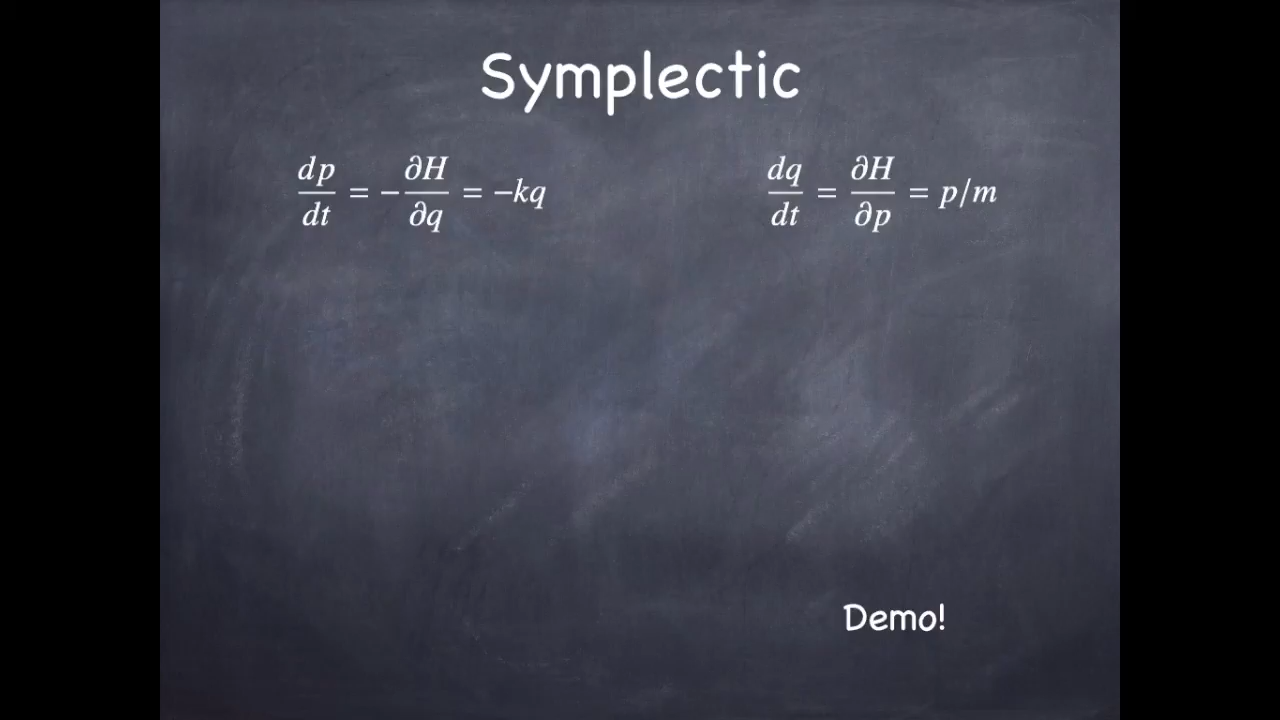 Symplectic
dp/dt = −∂H/∂q = −kq
dq/dt = ∂H/∂p = p/m
Demo!